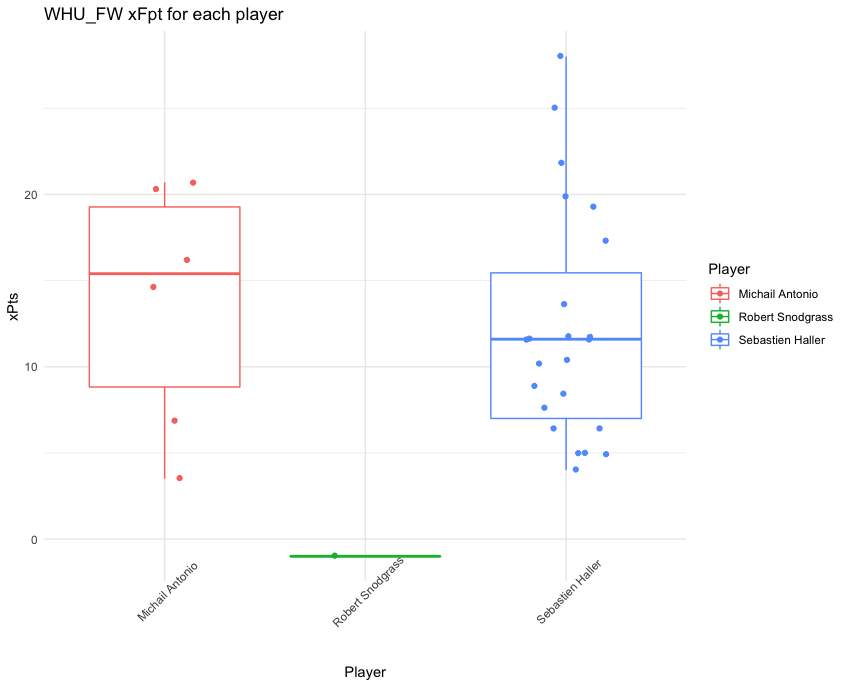 WHU_FW xFpt for each player
xPts
20
10
0
Michail Antonio
Robert Snodgrass
Sebastien Haller
Player
Player
Michail Antonio
Robert Snodgrass
Sebastien Haller